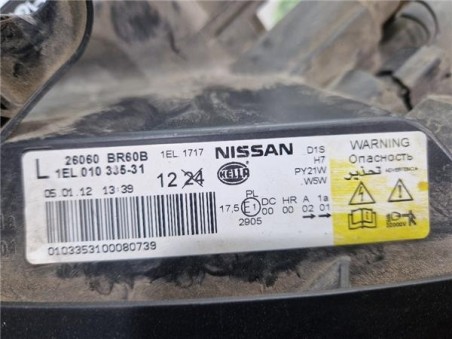 L 26060 BR60B 1EL 1717 NISSAN D1S
1EL 010 335-31 H7
05.01.12 13:39 12 24 HELLA PY21W
W5W
PL DC HR A 1a
17,5 E1 00 00 02 01
2905
0103353100080739
WARNING
Опасность
تحذير
20000V